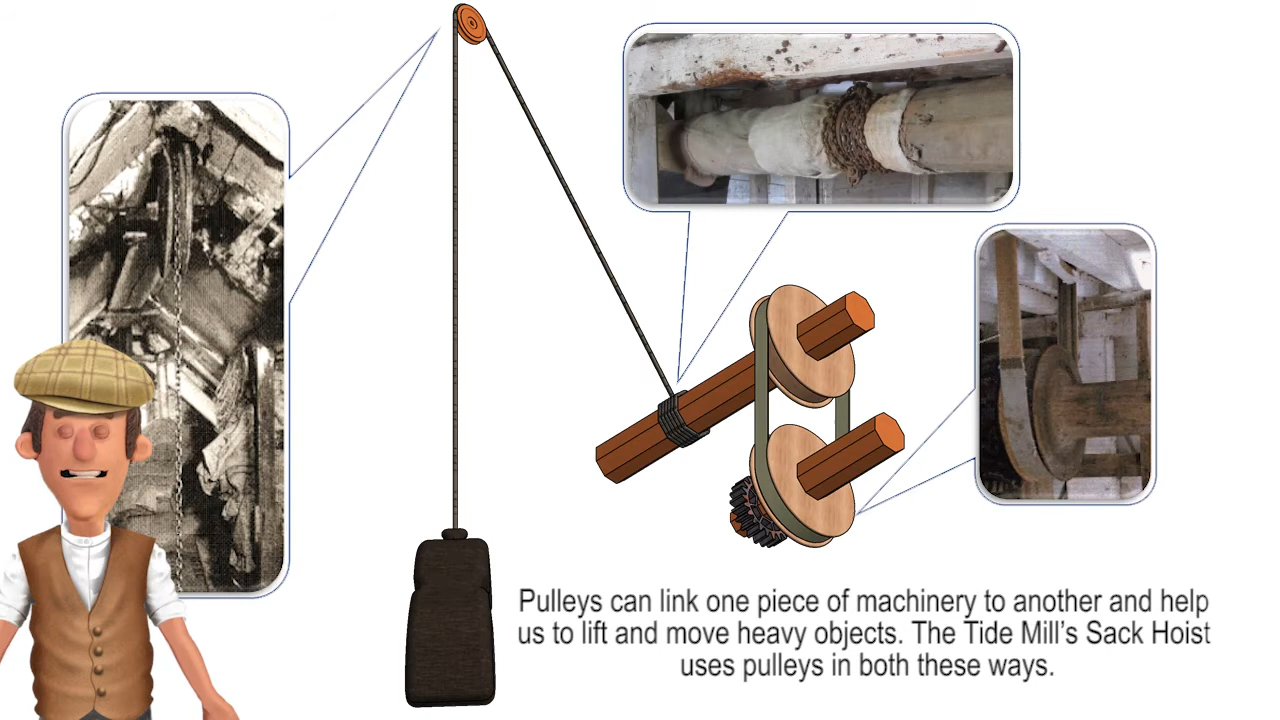 Pulleys can link one piece of machinery to another and help
us to lift and move heavy objects. The Tide Mill's Sack Hoist
uses pulleys in both these ways.